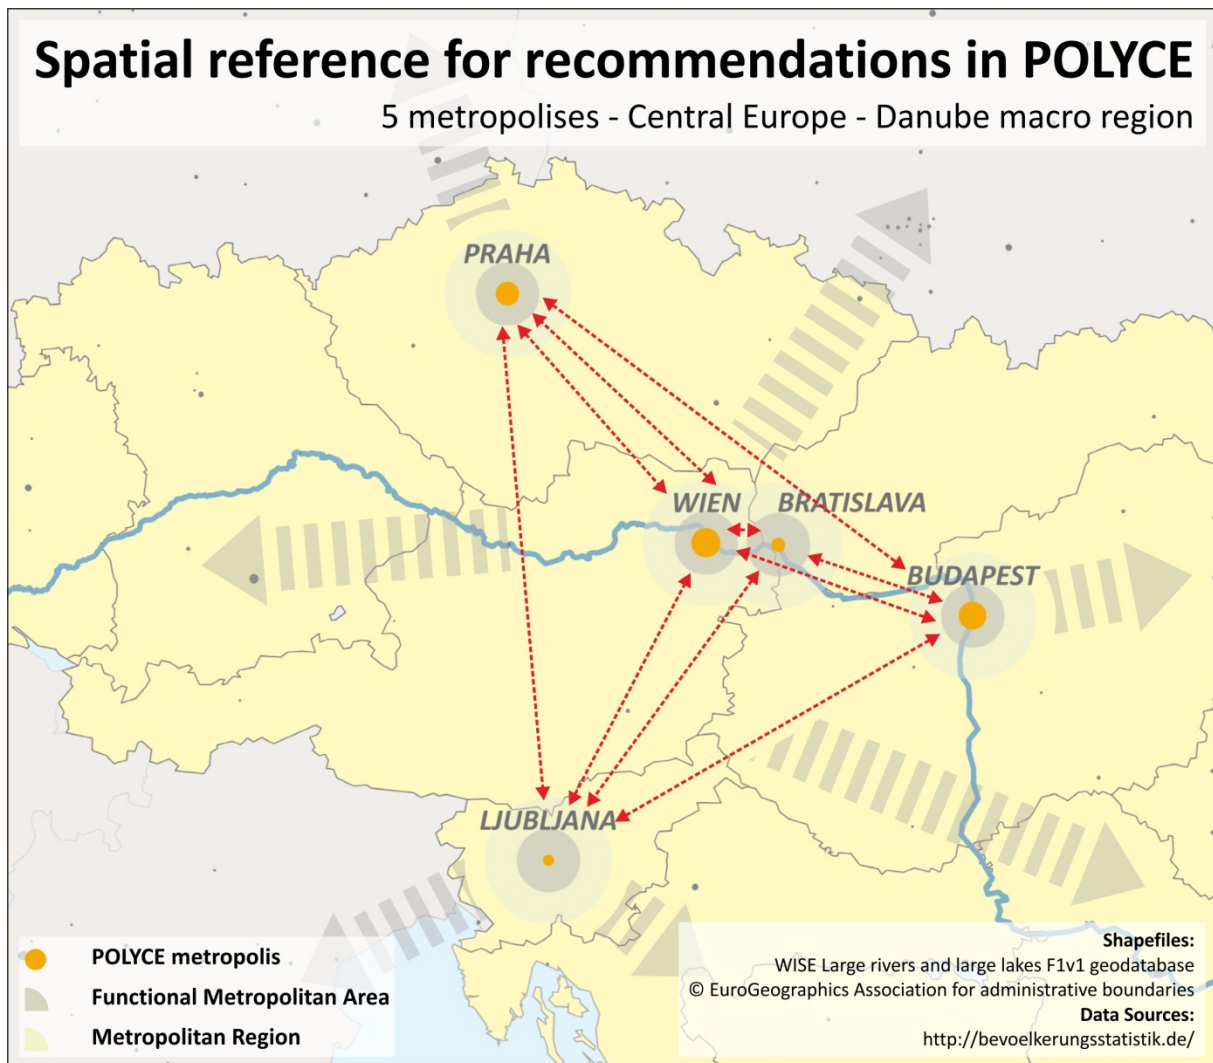 Spatial reference for recommendations in POLYCE
5 metropolises - Central Europe - Danube macro region
PRAHA
WIEN
BRATISLAVA
BUDAPEST
LJUBLJANA
POLYCE metropolis
Functional Metropolitan Area
Metropolitan Region
Shapefiles:
WISE Large rivers and large lakes F1v1 geodatabase
© EuroGeographics Association for administrative boundaries
Data Sources:
http://bevoelkerungsstatistik.de/